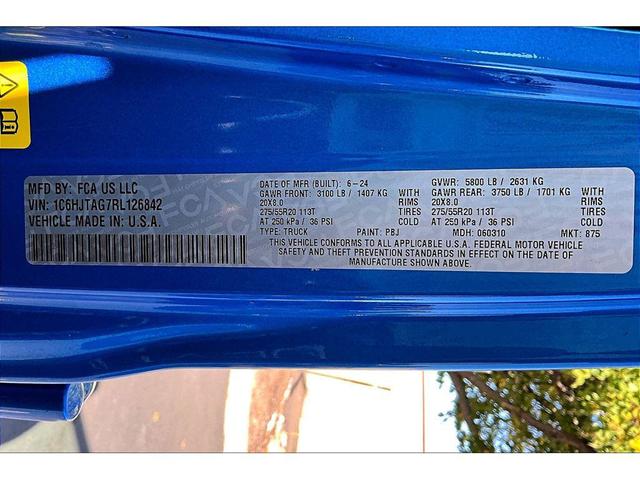 MFD BY: FCA US LLC
VIN: 1C6HJTAG7RL126842
VEHICLE MADE IN: U.S.A.
DATE OF MFR (BUILT): 6-24 GVWR: 5800 LB / 2631 KG
GAWR FRONT: 3100 LB / 1407 KG WITH GAWR REAR: 3750 LB / 1701 KG WITH
20X8.0 RIMS 20X8.0 RIMS
275/55R20 113T TIRES 275/55R20 113T TIRES
AT 250 kPa / 36 PSI COLD AT 250 kPa / 36 PSI COLD
TYPE: TRUCK PAINT: PBJ MDH: 060310 MKT: 875
THIS VEHICLE CONFORMS TO ALL APPLICABLE U.S.A. FEDERAL MOTOR VEHICLE
SAFETY AND THEFT PREVENTION STANDARDS IN EFFECT ON THE DATE OF
MANUFACTURE SHOWN ABOVE.